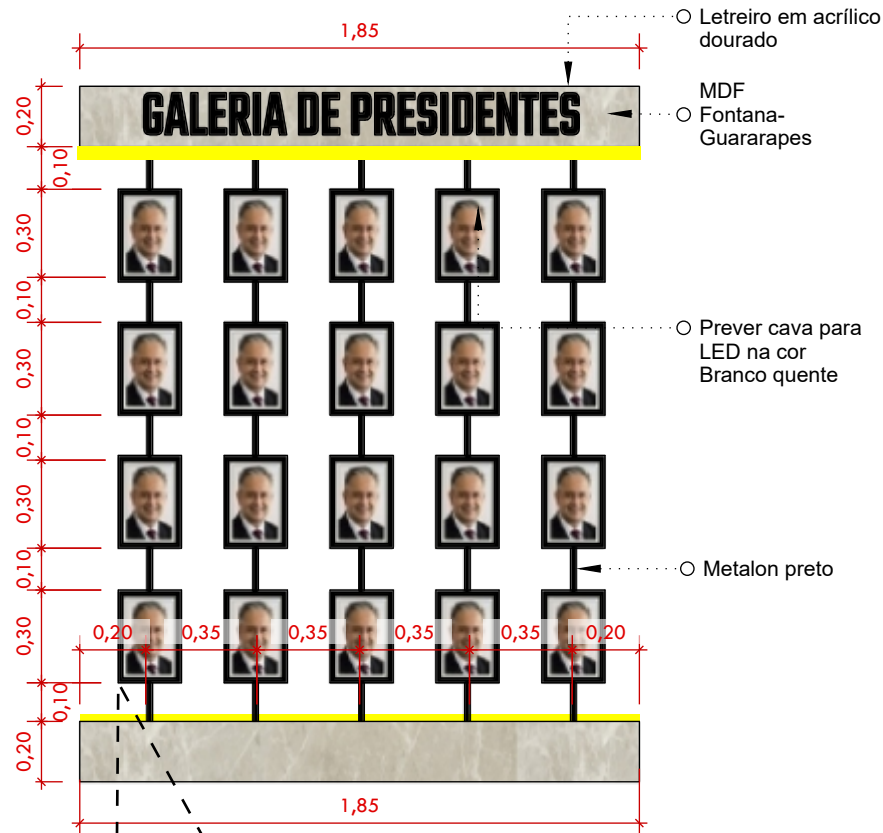 1,85
Letreiro em acrílico
dourado
0,20
GALERIA DE PRESIDENTES
MDF
Fontana-
Guararapes
0,10
0,30
0,10
0,30
Prever cava para
LED na cor
Branco quente
0,10
0,30
0,10
Metalon preto
0,30
0,20 0,35 0,35 0,35 0,35 0,20
0,10
0,20
1,85